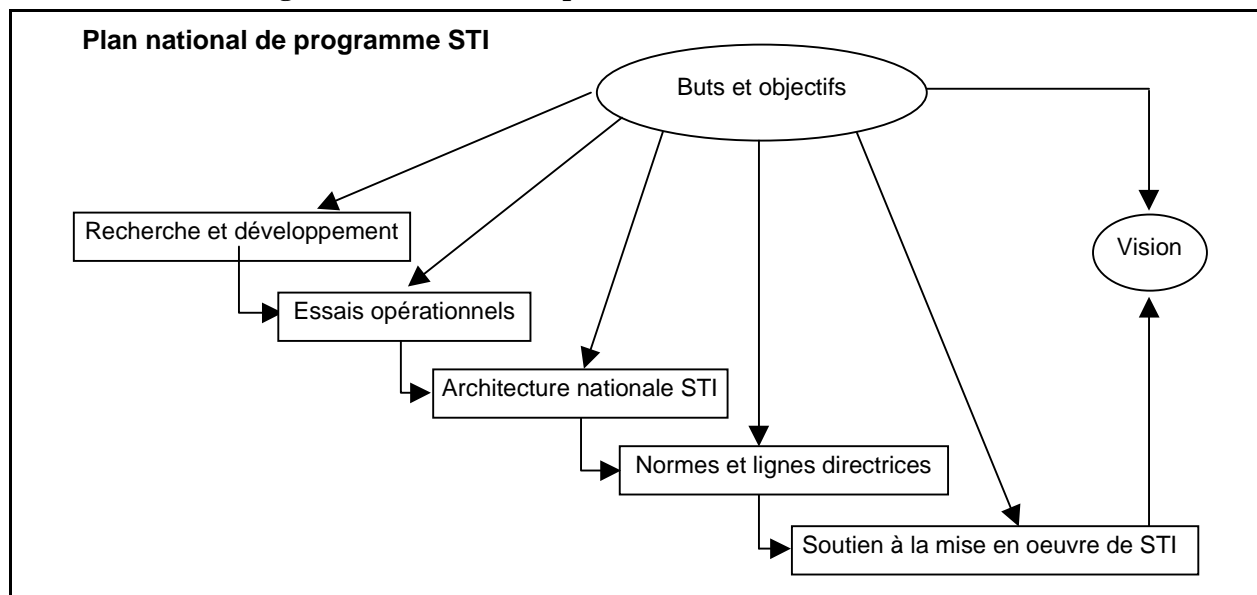 Plan national de programme STI
Buts et objectifs
Recherche et développement
Vision
Essais opérationnels
Architecture nationale STI
Normes et lignes directrices
Soutien à la mise en oeuvre de STI